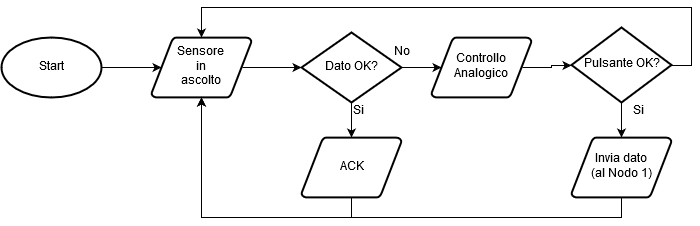 Start
Sensore
in
ascolto
Dato OK?
No
Controllo
Analogico
Pulsante OK?
Si
Si
ACK
Invia dato
(al Nodo 1)